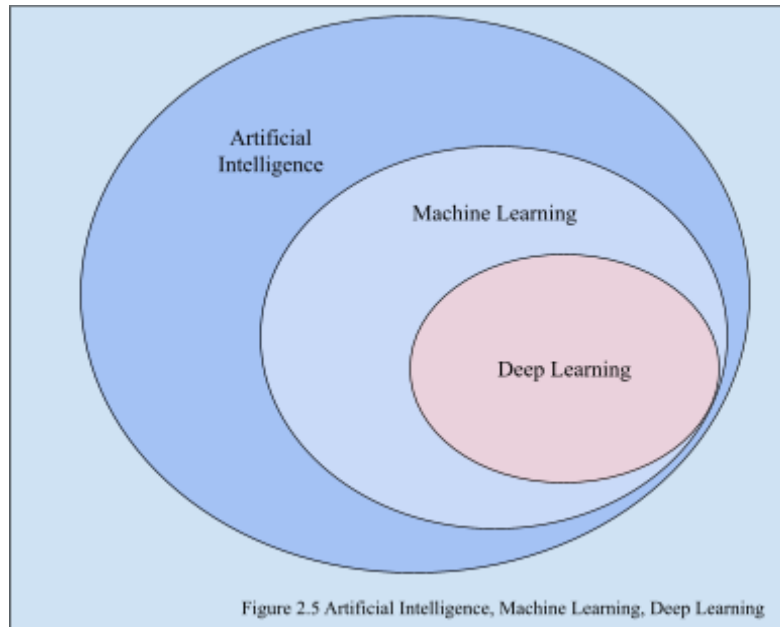 Artificial
Intelligence
Machine Learning
Deep Learning
Figure 2.5 Artificial Intelligence, Machine Learning, Deep Learning